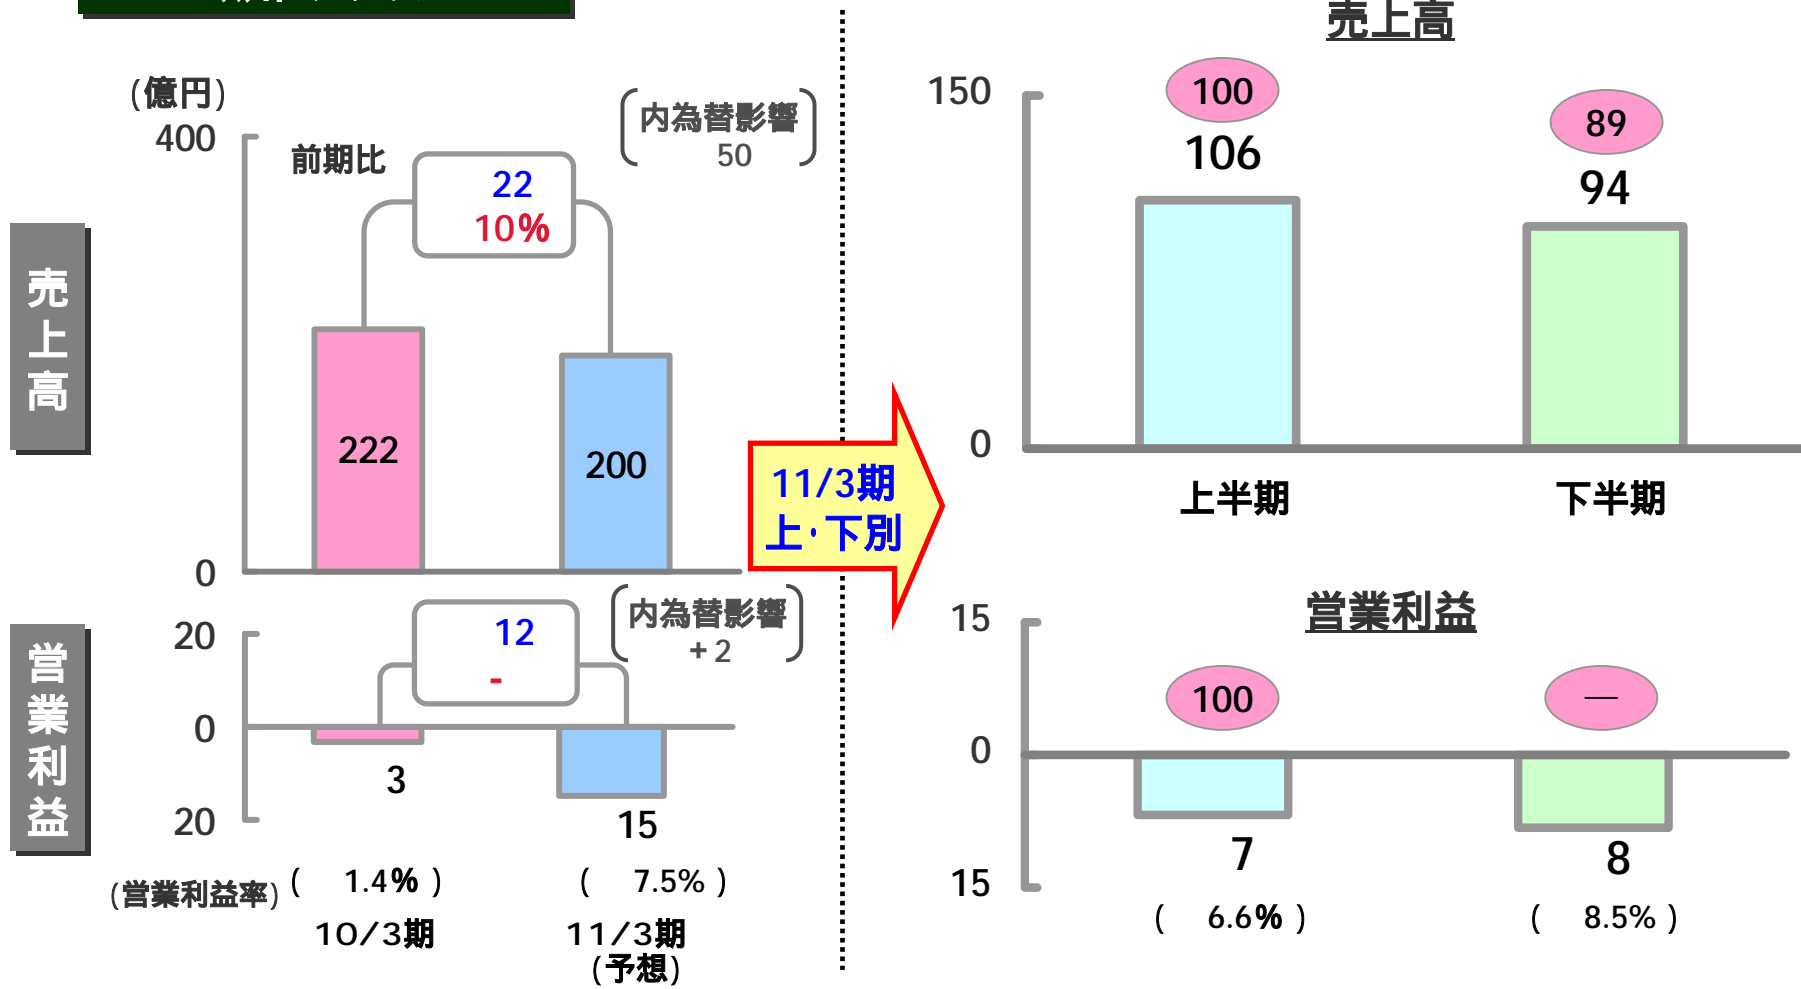 売上高
(億円)
400
前期比
22
10%
内為替影響
50
222
200
0
営業利益
20
0
20
12
-
内為替影響
+2
3
15
(営業利益率)
( 1.4% )
( 7.5% )
10/3期
11/3期
(予想)
11/3期
上・下別
売上高
150
0
100
106
89
94
上半期
下半期
営業利益
15
0
15
100
—
7
8
( 6.6% )
( 8.5% )